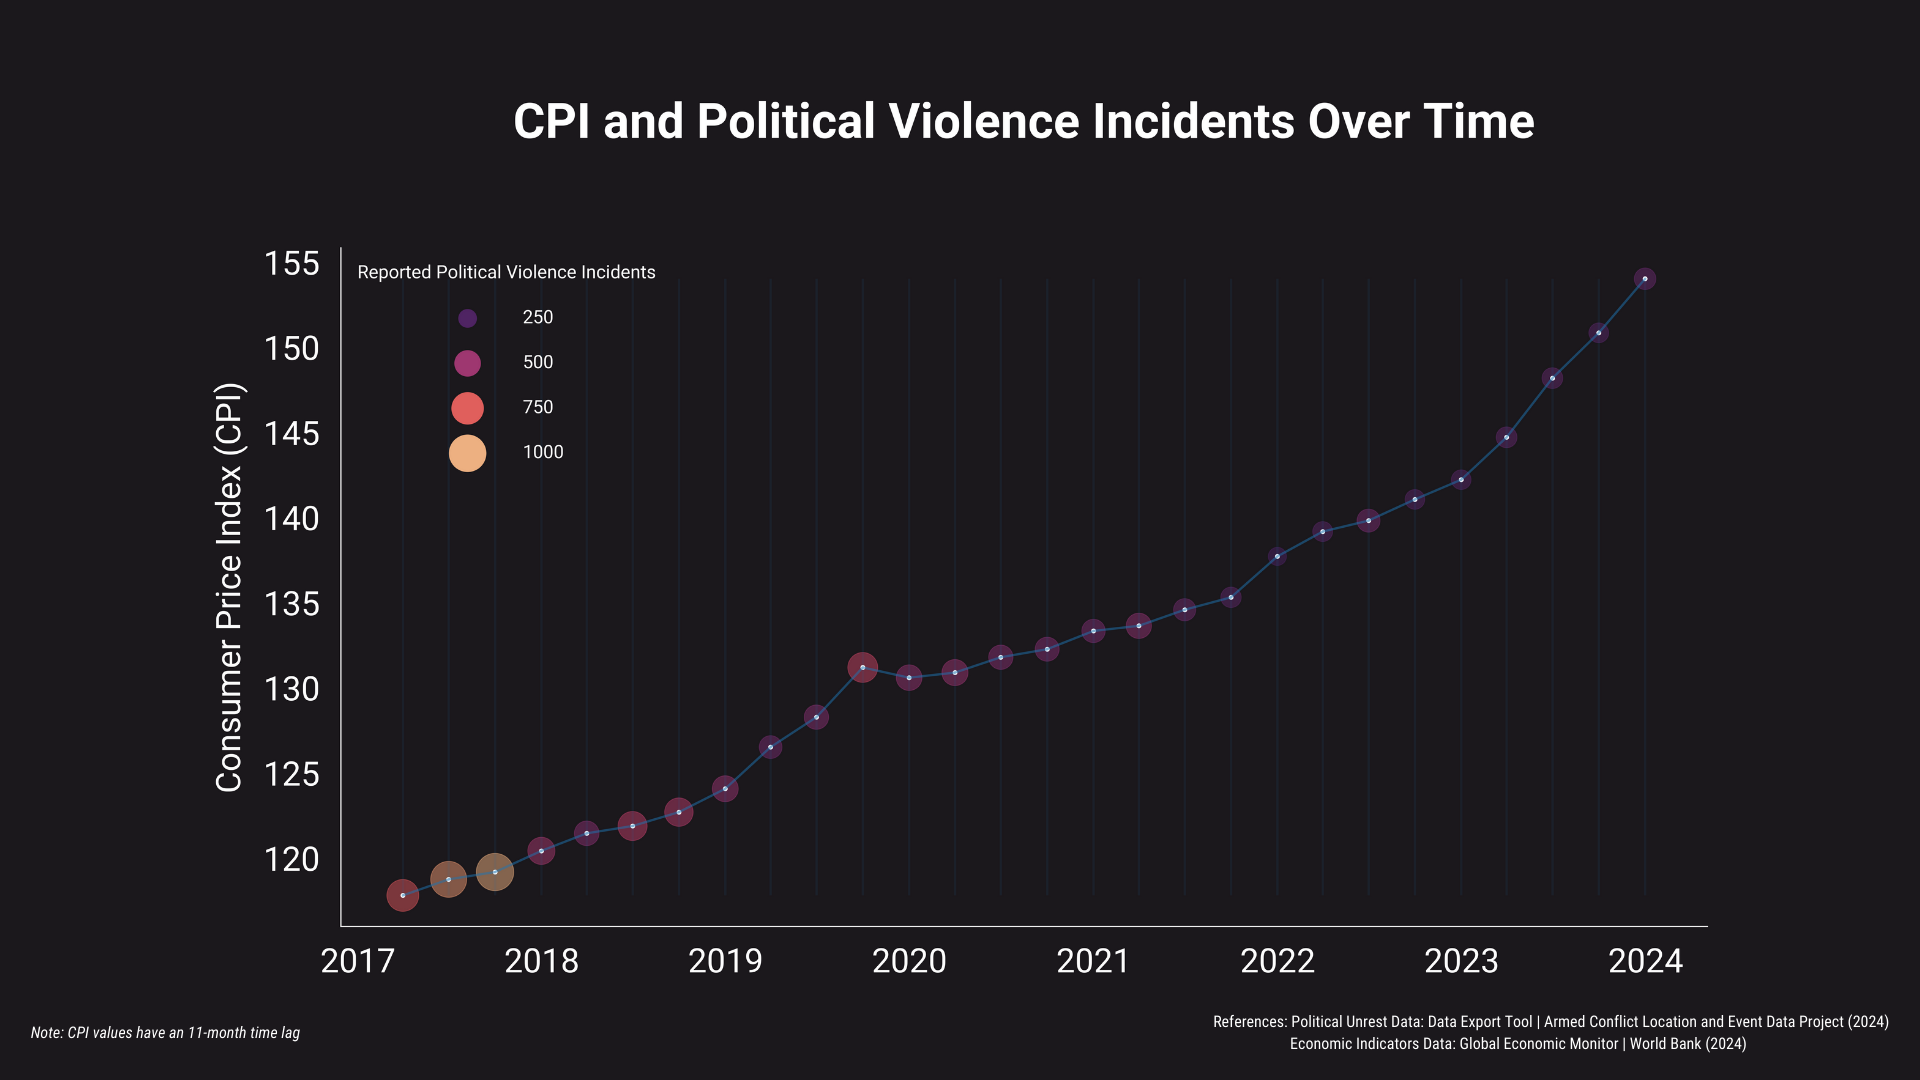 CPI and Political Violence Incidents Over Time
Reported Political Violence Incidents
250
500
750
1000
Consumer Price Index (CPI)
155
150
145
140
135
130
125
120
2017 2018 2019 2020 2021 2022 2023 2024
Note: CPI values have an 11-month time lag
References: Political Unrest Data: Data Export Tool | Armed Conflict Location and Event Data Project (2024)
Economic Indicators Data: Global Economic Monitor | World Bank (2024)